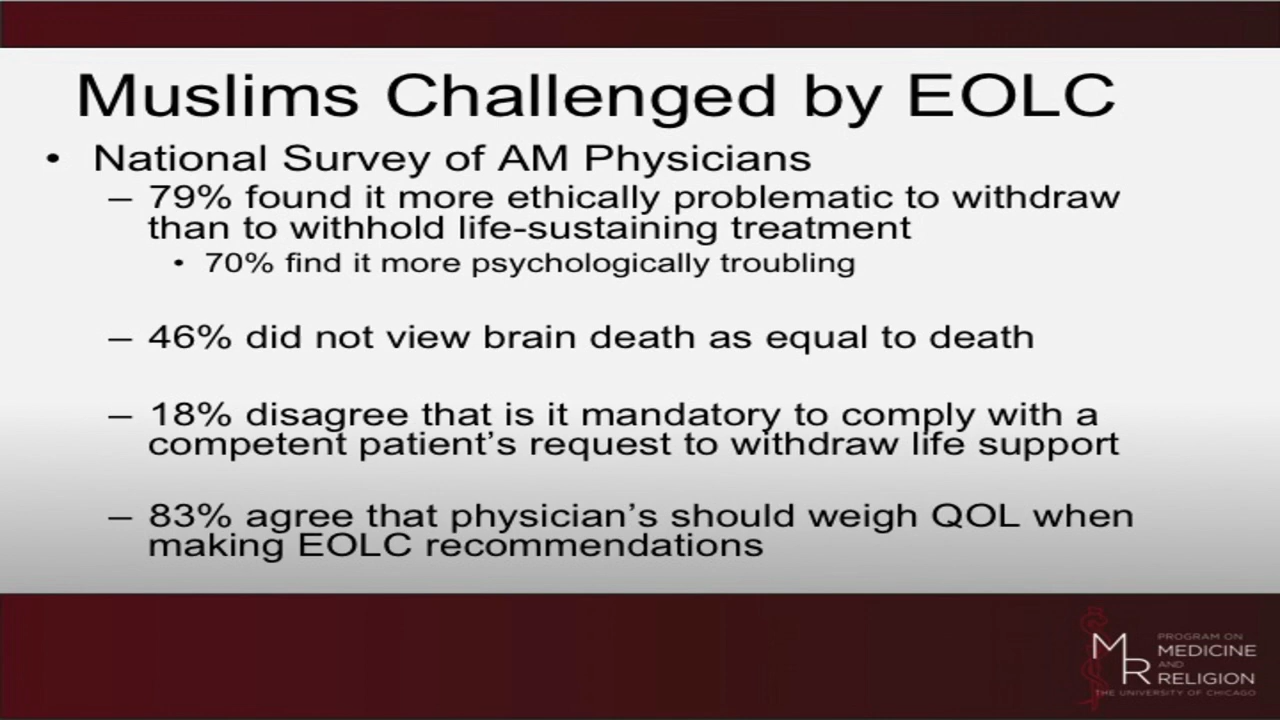 Muslims Challenged by EOLC
• National Survey of AM Physicians
– 79% found it more ethically problematic to withdraw
than to withhold life-sustaining treatment
• 70% find it more psychologically troubling
– 46% did not view brain death as equal to death
– 18% disagree that is it mandatory to comply with a
competent patient’s request to withdraw life support
– 83% agree that physician’s should weigh QOL when
making EOLC recommendations
MR
PROGRAM ON
MEDICINE
AND
RELIGION
THE UNIVERSITY OF CHICAGO